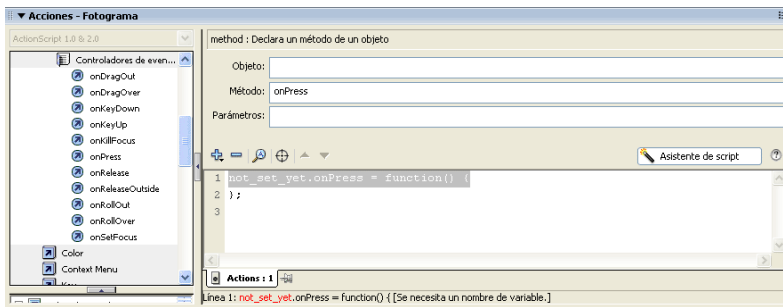 Acciones - Fotograma
ActionScript 1.0 & 2.0
Controladores de even...
onDragOut
onDragOver
onKeyDown
onKeyUp
onKillFocus
onPress
onRelease
onReleaseOutside
onRollOut
onRollOver
onSetFocus
Color
Context Menu
method : Declara un método de un objeto
Objeto:
Método: onPress
Parámetros:
Asistente de script
1 not_set_yet.onPress = function() {
2 };
3
Actions : 1
Línea 1: not_set_yet.onPress = function() { [Se necesita un nombre de variable.]